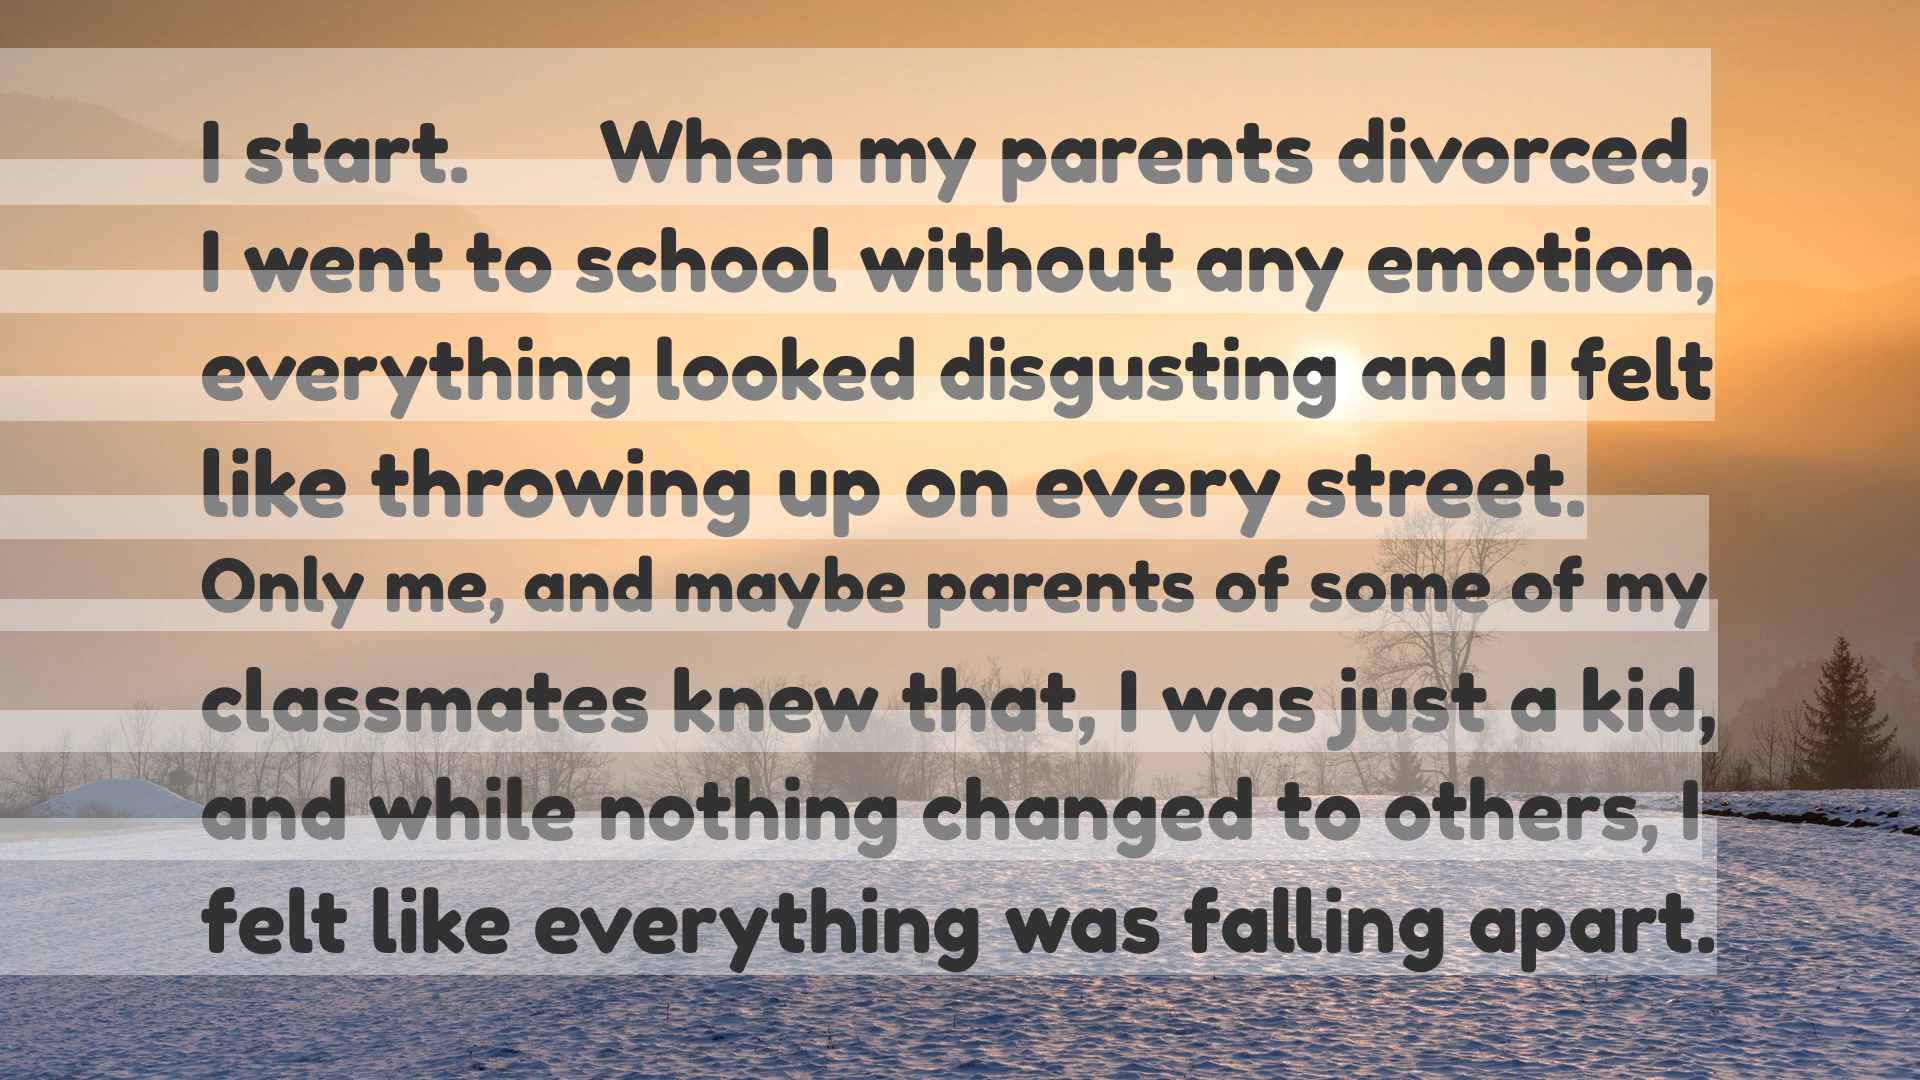 I start. When my parents divorced,
I went to school without any emotion,
everything looked disgusting and I felt
like throwing up on every street.
Only me, and maybe parents of some of my
classmates knew that, I was just a kid,
and while nothing changed to others, I
felt like everything was falling apart.